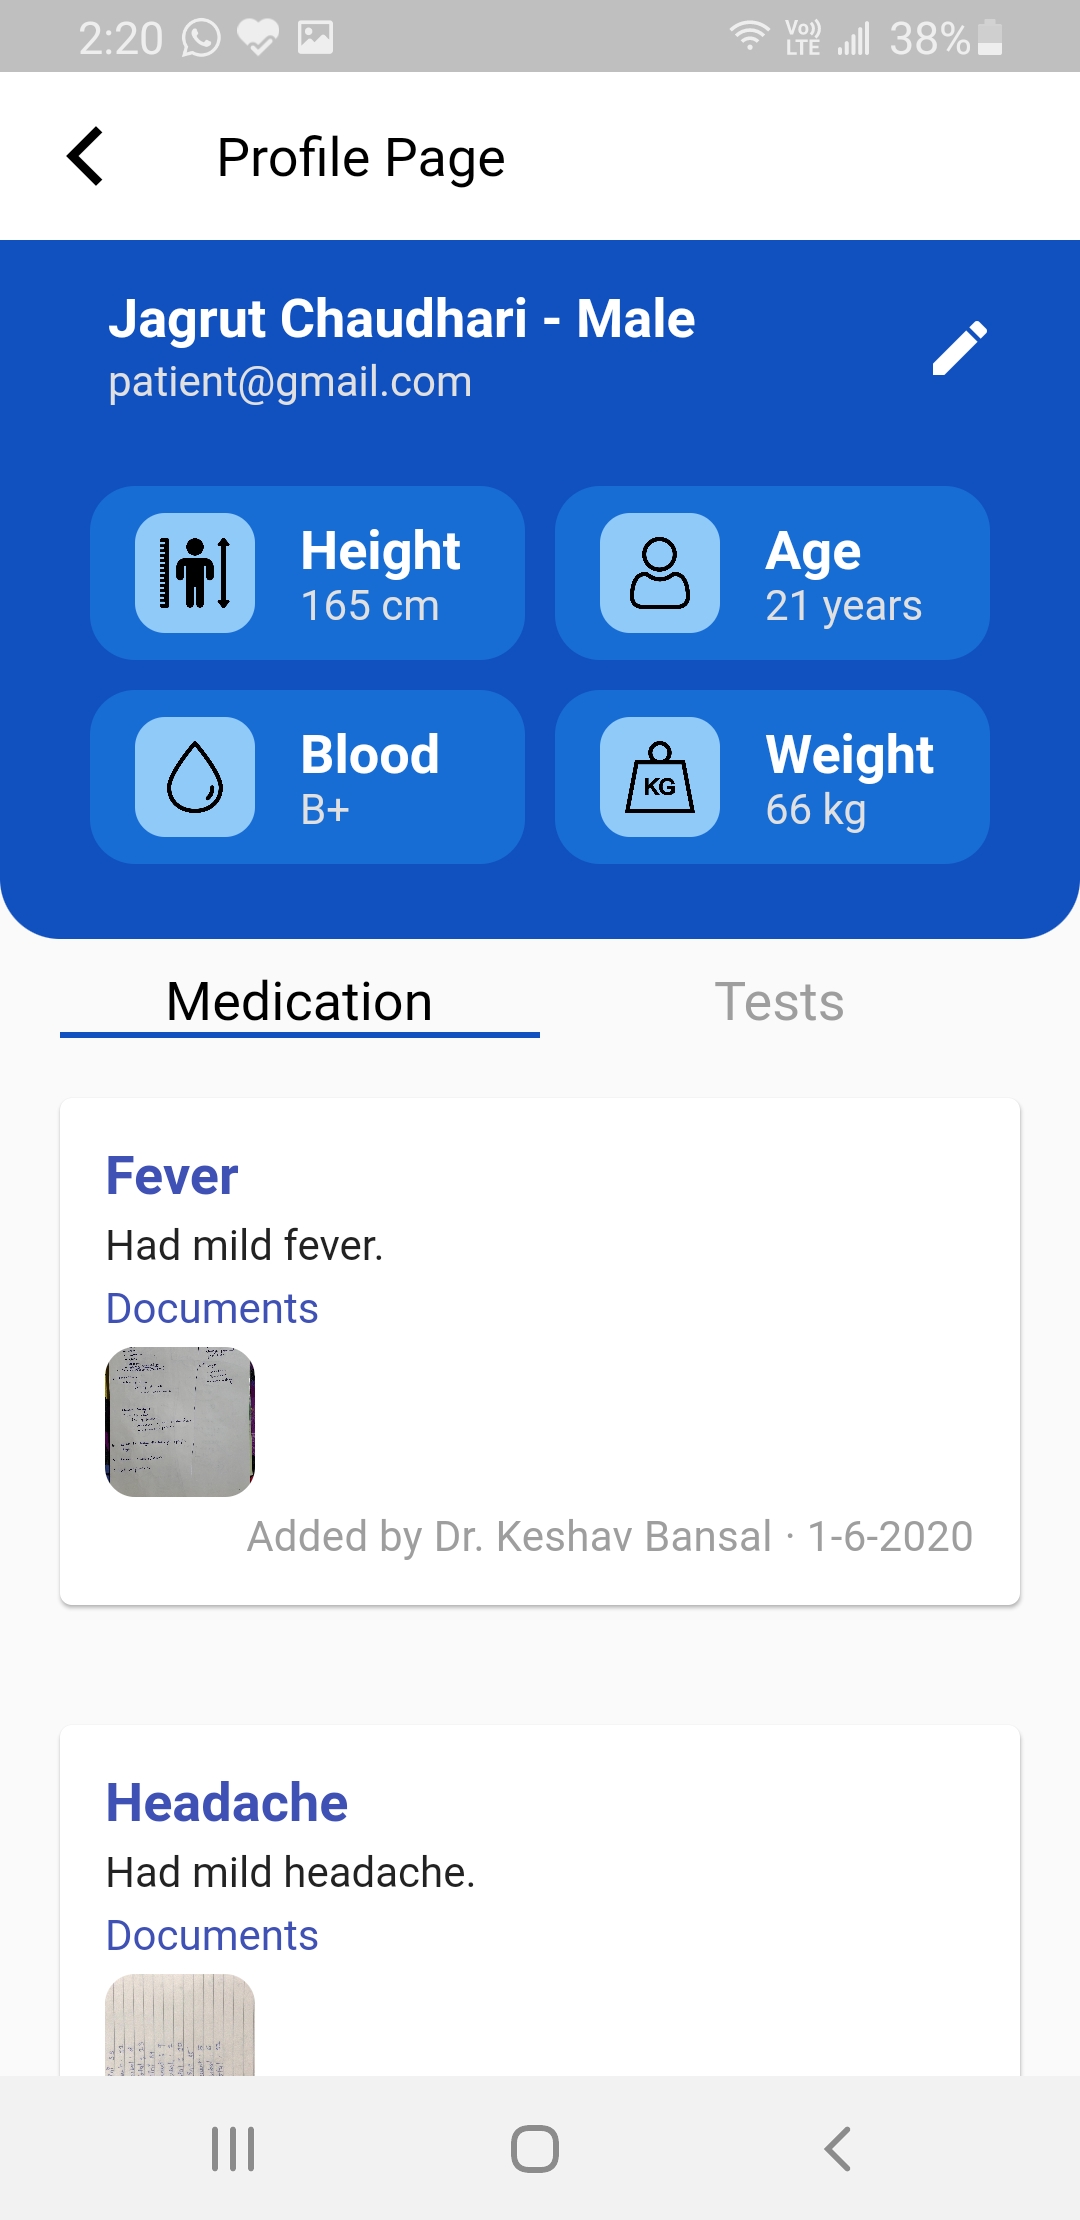 2:20
Vo)) LTE 38%
Profile Page
Jagrut Chaudhari - Male
patient@gmail.com
Height
165 cm
Age
21 years
Blood
B+
KG
Weight
66 kg
Medication
Tests
Fever
Had mild fever.
Documents
Added by Dr. Keshav Bansal · 1-6-2020
Headache
Had mild headache.
Documents